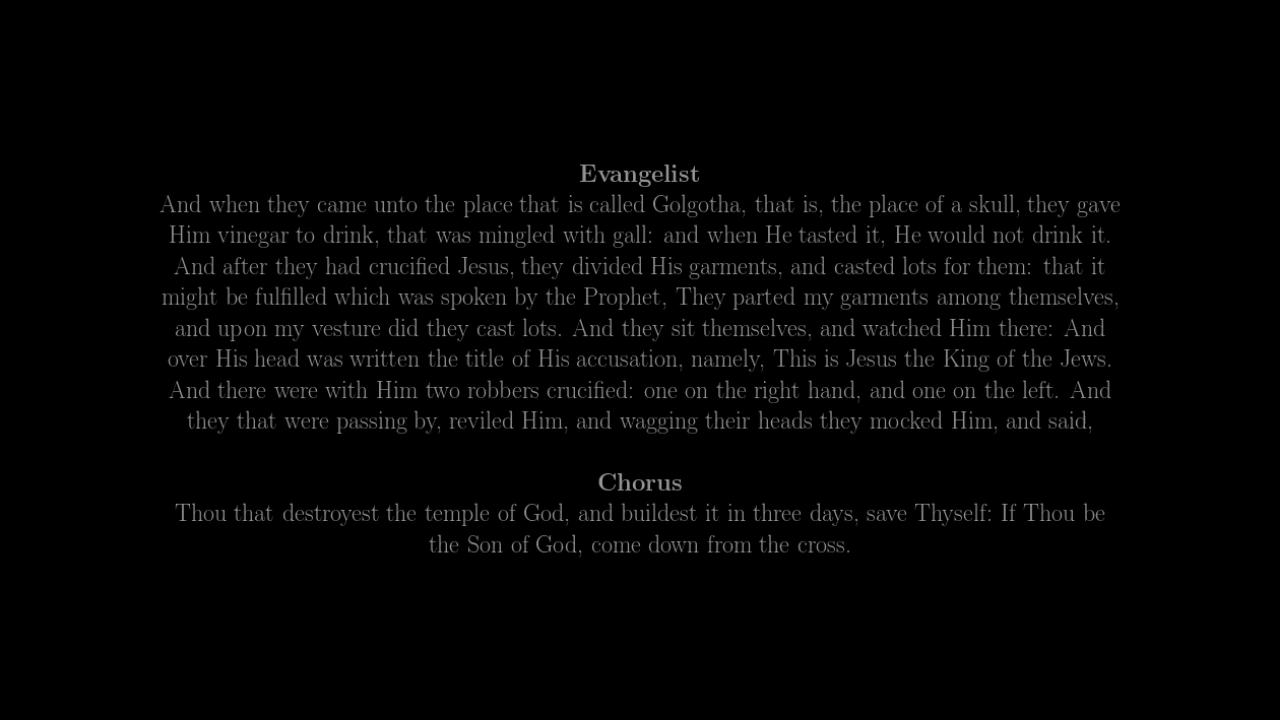 Evangelist
And when they came unto the place that is called Golgotha, that is, the place of a skull, they gave
Him vinegar to drink, that was mingled with gall: and when He tasted it, He would not drink it.
And after they had crucified Jesus, they divided His garments, and casted lots for them: that it
might be fulfilled which was spoken by the Prophet, They parted my garments among themselves,
and upon my vesture did they cast lots. And they sit themselves, and watched Him there: And
over His head was written the title of His accusation, namely, This is Jesus the King of the Jews.
And there were with Him two robbers crucified: one on the right hand, and one on the left. And
they that were passing by, reviled Him, and wagging their heads they mocked Him, and said,
Chorus
Thou that destroyest the temple of God, and buildest it in three days, save Thyself: If Thou be
the Son of God, come down from the cross.